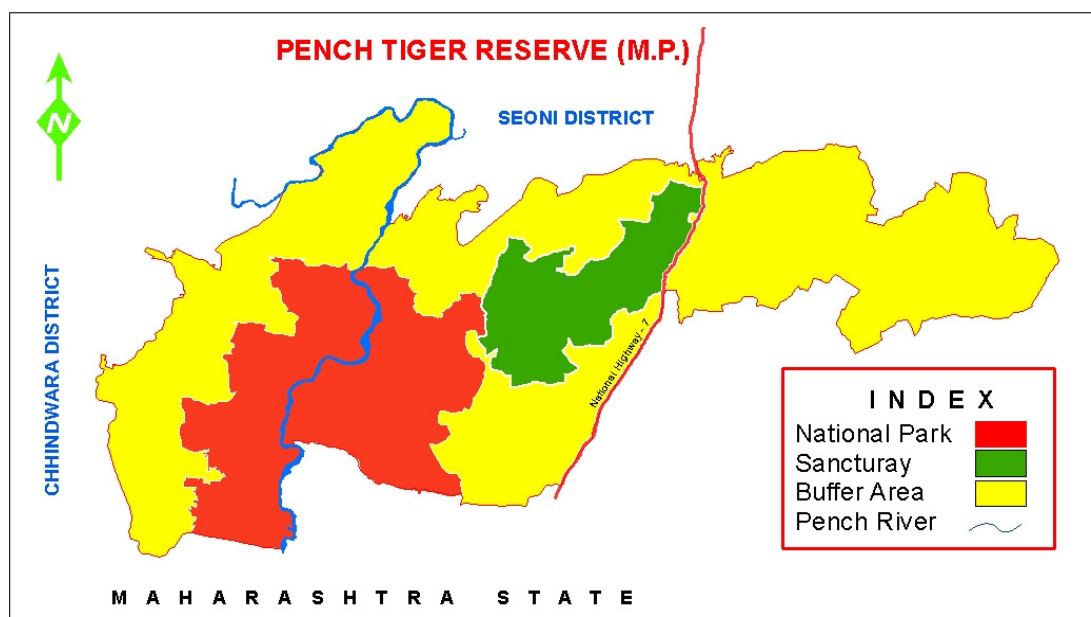 PENCH TIGER RESERVE (M.P.)
N
SEONI DISTRICT
CHHINDWARA DISTRICT
National Highway - 7
INDEX
National Park
Sancturay
Buffer Area
Pench River
MAHARASHTRA STATE